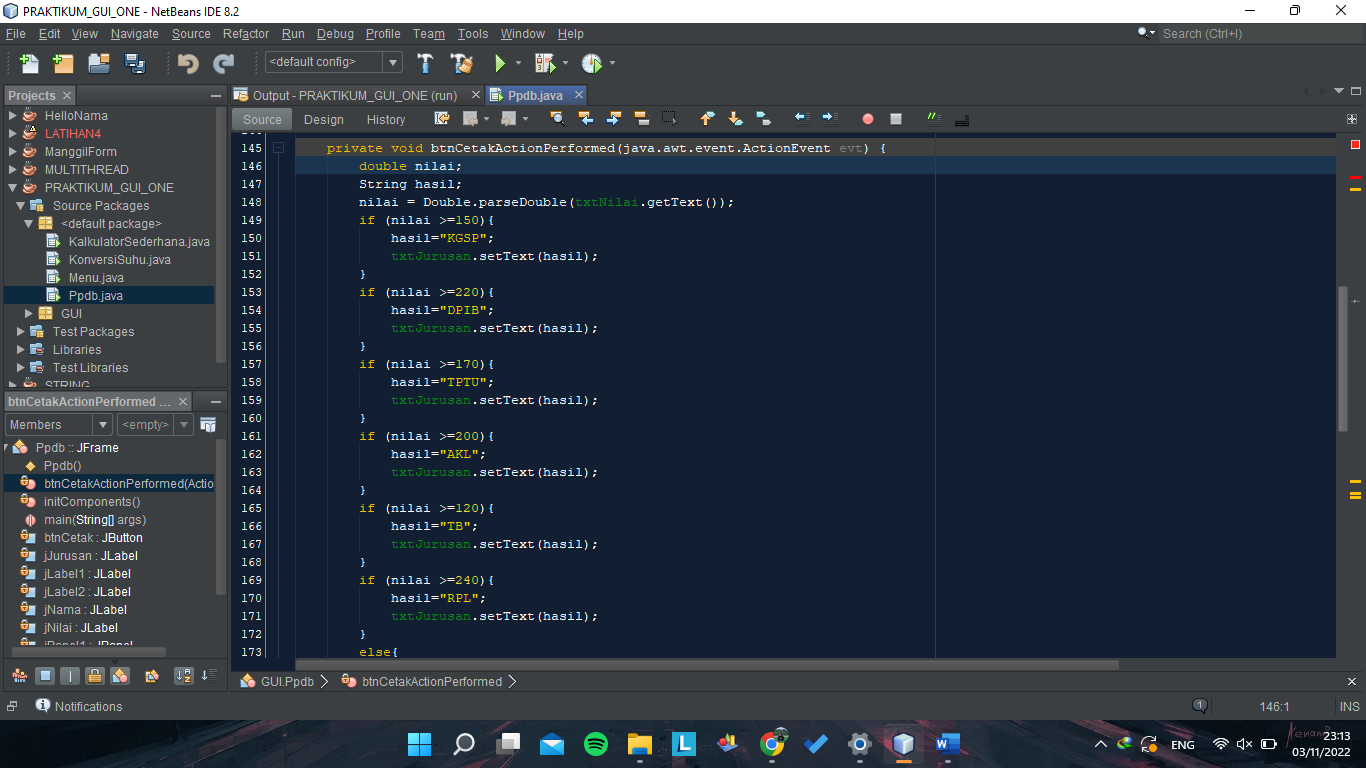 PRAKTIKUM_GUI_ONE - NetBeans IDE 8.2
File Edit View Navigate Source Refactor Run Debug Profile Team Tools Window Help
Search (Ctrl+I)
<default config>
Projects
HelloNama
LATIHAN4
ManggilForm
MULTITHREAD
PRAKTIKUM_GUI_ONE
Source Packages
<default package>
KalkulatorSederhana.java
KonversiSuhu.java
Menu.java
Ppdb.java
GUI
Test Packages
Libraries
Test Libraries
STRING
btnCetakActionPerformed ...
Members <empty>
Ppdb :: JFrame
Ppdb()
btnCetakActionPerformed(Actio
initComponents()
main(String[] args)
btnCetak : JButton
jJurusan : JLabel
jLabel1 : JLabel
jLabel2 : JLabel
jNama : JLabel
jNilai : JLabel
jPanel1 : JPanel
Output - PRAKTIKUM_GUI_ONE (run) Ppdb.java
Source Design History
145 private void btnCetakActionPerformed(java.awt.event.ActionEvent evt) {
146 double nilai;
147 String hasil;
148 nilai = Double.parseDouble(txtNilai.getText());
149 if (nilai >=150){
150 hasil="KGSP";
151 txtJurusan.setText(hasil);
152 }
153 if (nilai >=220){
154 hasil="DPIB";
155 txtJurusan.setText(hasil);
156 }
157 if (nilai >=170){
158 hasil="TPTU";
159 txtJurusan.setText(hasil);
160 }
161 if (nilai >=200){
162 hasil="AKL";
163 txtJurusan.setText(hasil);
164 }
165 if (nilai >=120){
166 hasil="TB";
167 txtJurusan.setText(hasil);
168 }
169 if (nilai >=240){
170 hasil="RPL";
171 txtJurusan.setText(hasil);
172 }
173 else{
GUI.Ppdb btnCetakActionPerformed
Notifications
1
146:1 INS
ENG
23:13
03/11/2022